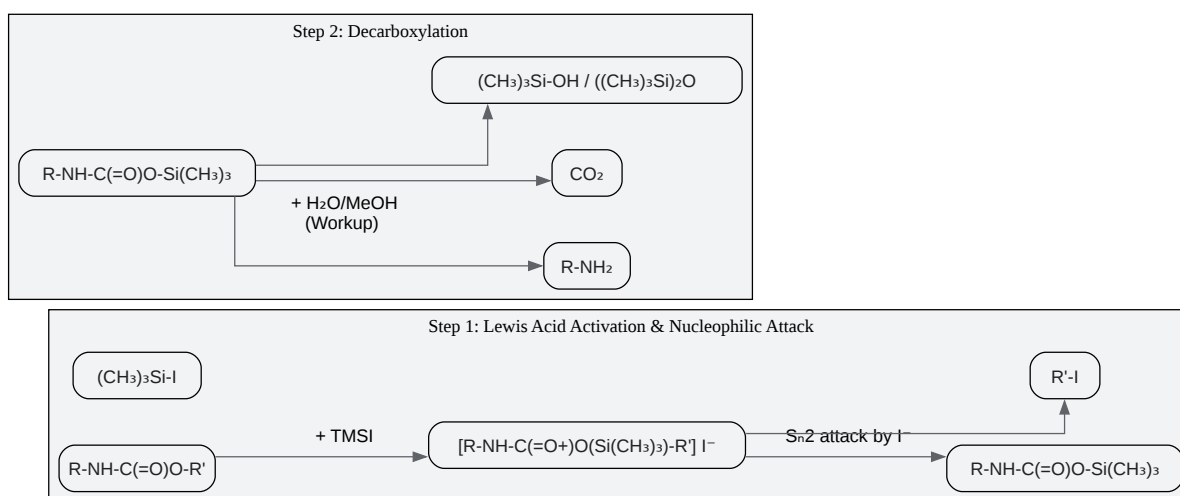 Step 2: Decarboxylation
(CH₃)₃Si-OH / ((CH₃)₃Si)₂O
R-NH-C(=O)O-Si(CH₃)₃
CO₂
+ H₂O/MeOH
(Workup)
R-NH₂
Step 1: Lewis Acid Activation & Nucleophilic Attack
(CH₃)₃Si-I
R'-I
+ TMSI
[R-NH-C(=O+)O(Si(CH₃)₃)-R'] I⁻
Sₙ2 attack by I⁻
R-NH-C(=O)O-R'
R-NH-C(=O)O-Si(CH₃)₃